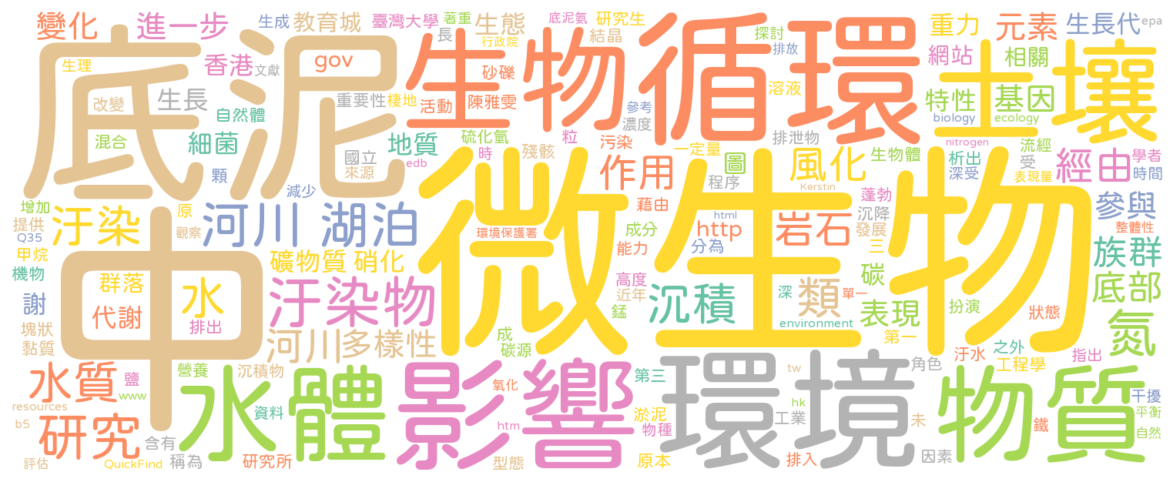 變化
進一步
生成
教育城
臺灣大學
著重
生態
底泥氨
研究生
結晶
行政院
探討
排放
重力
元素
生長代
epa
生理
香港
文獻
gov
生物循環
砂礫
溶液
網站
相關
土壤
底泥中
改變
生長
重要性
棲地
活動
陳雅雯
參考
濃度
特性
基因
biology
ecology
自然體
混合
細菌
地質
硫化氫
粒
污染
排泄物
nitrogen
流經
國立
來源
edb
時
殘骸
一定量
風化
生物體
析出
深受
受
表現量
經由
學者
時間
顆
減少
作用
圖
程序
Kerstin
蓬勃
增加
提供
Q35
汙染
原
觀察
河川
湖泊
微生物
html
環境保護署
藉由
成分
http
分為
岩石
沉降
發展
三
參與
整體性
甲烷
機物
群落
礦物質
硝化
能力
族群
謝
代謝
水
排出
汙染物
高度
近年
錳
沉積
深
單一
類
碳
表現
底部
扮演
狀態
environment
塊狀
黏質
河川
多樣性
成
碳源
第一
氮
水質
鹽
www
營養
沉積物
水體
資料
影響
氧化
第三
淤泥
物種
環境
tw
hk
工業
角色
汙水
之外
工程學
指出
未
物質
干擾
平衡
自然
鐵
resources
b5
研究
含有
評估
QuickFind
稱為
研究所
htm
型態
原本
排入
因素